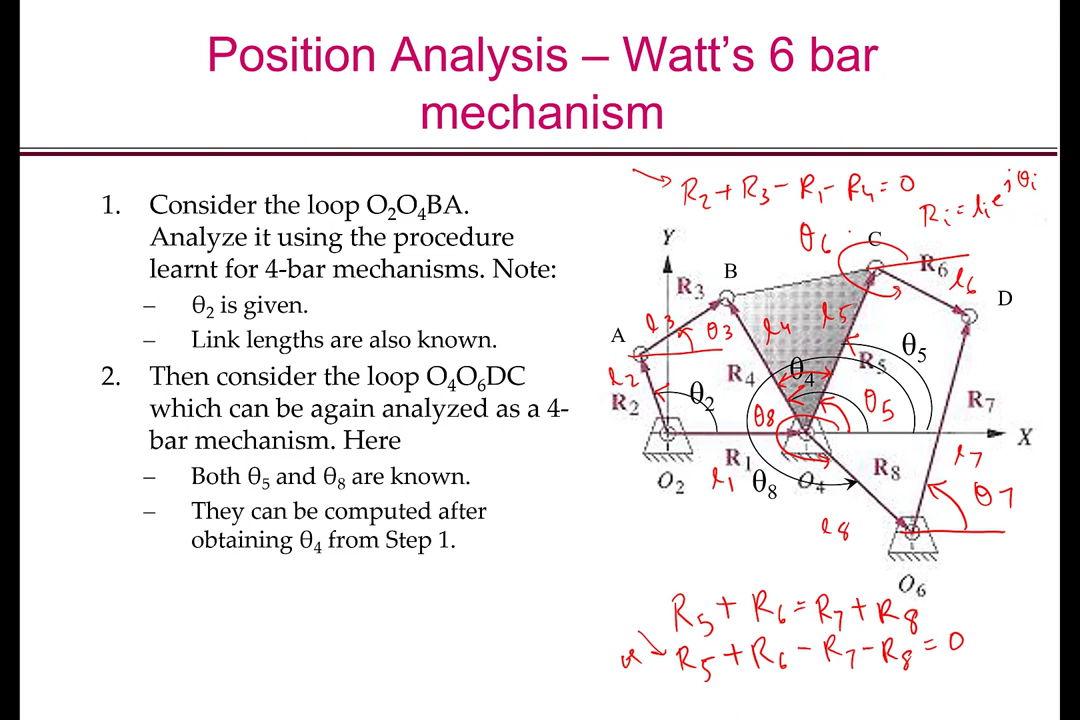 Position Analysis – Watt's 6 bar
mechanism
1. Consider the loop O₂O₄BA.
Analyze it using the procedure
learnt for 4-bar mechanisms. Note:
– θ₂ is given.
– Link lengths are also known.
2. Then consider the loop O₄O₆DC
which can be again analyzed as a 4-
bar mechanism. Here
– Both θ₅ and θ₈ are known.
– They can be computed after
obtaining θ₄ from Step 1.
R₂ + R₃ − R₁ − R₄ = 0
Rᵢ = lᵢe^jθᵢ
Y
θ₆
C
B
R₃
R₆
l₆
D
A
l₃
θ₃
l₄
l₅
l₂
R₂
θ₂
R₄
θ₄
R₅
θ₅
θ₈
θ₅
R₇
X
O₂
R₁
l₁
θ₈
O₄
R₈
l₇
θ₇
l₈
O₆
R₅ + R₆ = R₇ + R₈
R₅ + R₆ − R₇ − R₈ = 0